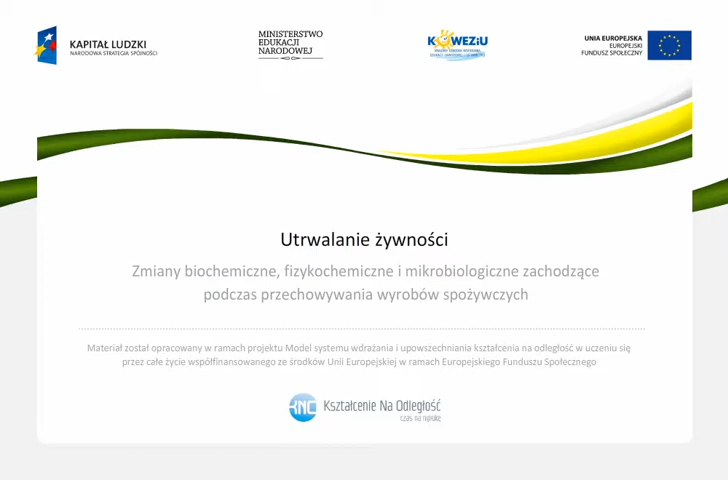 KAPITAŁ LUDZKI
NARODOWA STRATEGIA SPÓJNOŚCI
MINISTERSTWO
EDUKACJI
NARODOWEJ
KOWEZiU
UNIA EUROPEJSKA
EUROPEJSKI
FUNDUSZ SPOŁECZNY
Utrwalanie żywności
Zmiany biochemiczne, fizykochemiczne i mikrobiologiczne zachodzące
podczas przechowywania wyrobów spożywczych
Materiał został opracowany w ramach projektu Model systemu wdrażania i upowszechniania kształcenia na odległość w uczeniu się
przez całe życie współfinansowanego ze środków Unii Europejskiej w ramach Europejskiego Funduszu Społecznego
KNO Kształcenie Na Odległość
czas na naukę